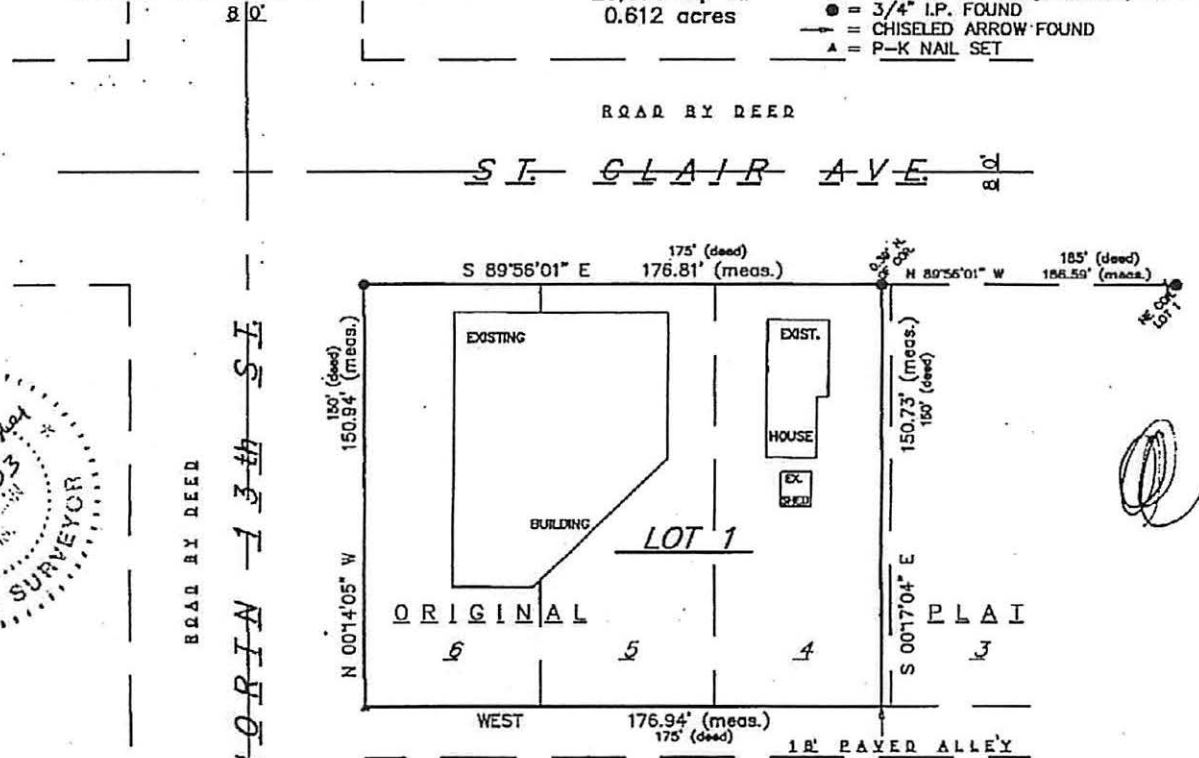 80'
0.612 acres
● = 3/4" I.P. FOUND
= CHISELED ARROW FOUND
▲ = P-K NAIL SET
ROAD BY DEED
ST. CLAIR AVE.
80'
175' (deed)
S 89°56'01" E 176.81' (meas.)
185' (deed)
N 89°56'01" W 186.59' (meas.)
NE COR.
LOT 1
150' (deed)
150.94' (meas.)
N 00°14'05" W
EXISTING
BUILDING
EXIST.
HOUSE
EX.
SHED
150.73' (meas.)
150' (deed)
S 00°17'04" E
LOT 1
ORIGINAL PLAT
6 5 4 3
WEST 176.94' (meas.)
175' (deed)
18' PAVED ALLEY
ROAD BY DEED
13th ST.
SURVEYOR